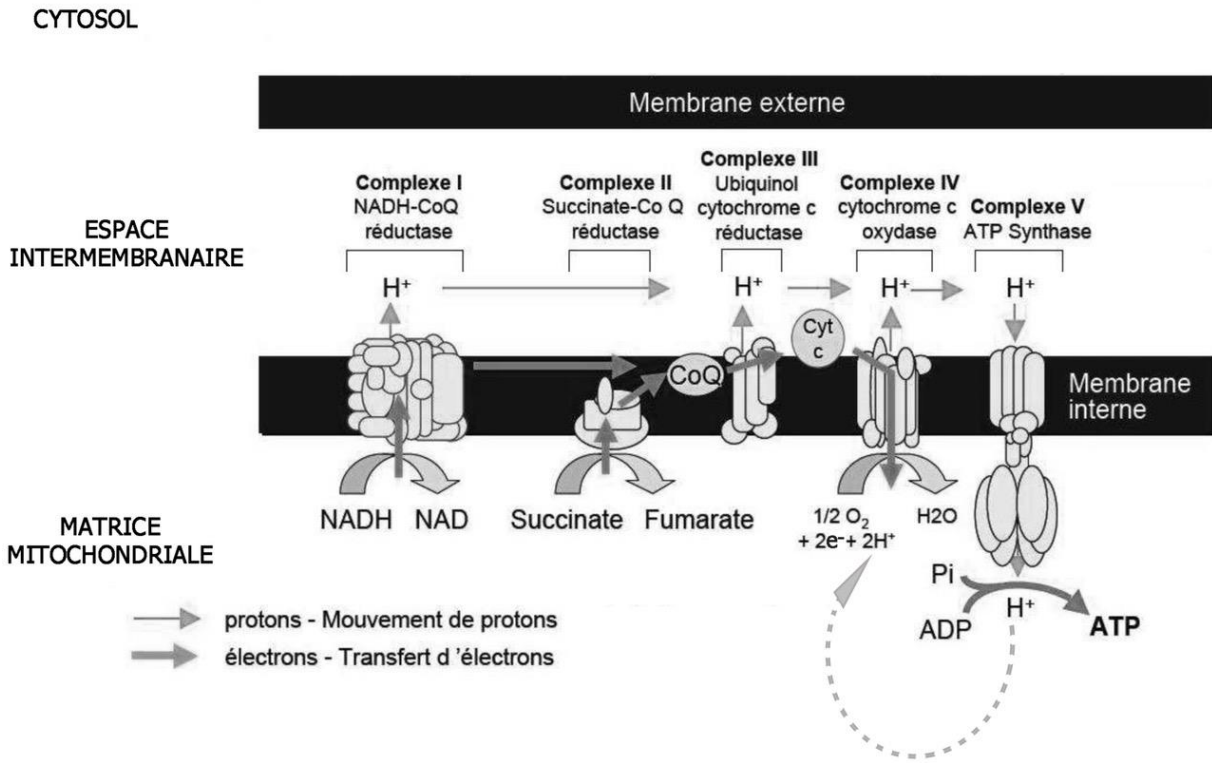 CYTOSOL
Membrane externe
Complexe I
NADH-CoQ
réductase
Complexe II
Succinate-Co Q
réductase
Complexe III
Ubiquinol
cytochrome c
réductase
Complexe IV
cytochrome c
oxydase
Complexe V
ATP Synthase
ESPACE
INTERMEMBRANAIRE
H⁺
H⁺
H⁺
H⁺
Cyt
c
CoQ
Membrane
interne
NADH
NAD
Succinate
Fumarate
1/2 O₂
+ 2e⁻+ 2H⁺
H2O
MATRICE
MITOCHONDRIALE
Pi
ADP
H⁺
ATP
protons - Mouvement de protons
électrons - Transfert d 'électrons